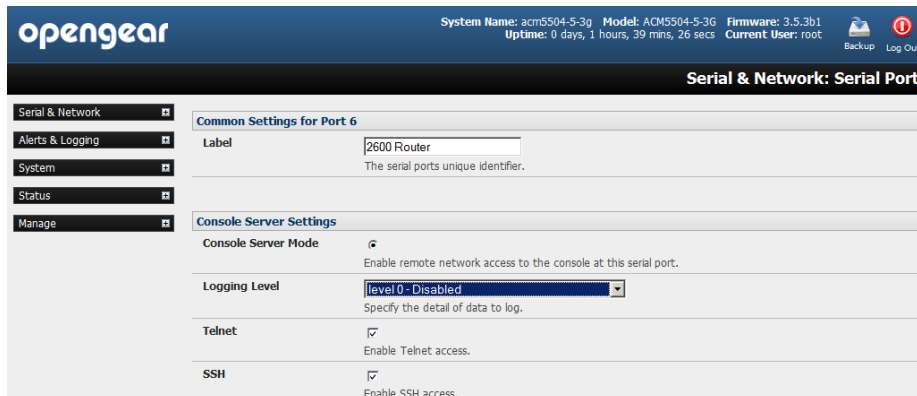 opengear
System Name: acm5504-5-3g Model: ACM5504-5-3G Firmware: 3.5.3b1
Uptime: 0 days, 1 hours, 39 mins, 26 secs Current User: root
Backup
Log Ou
Serial & Network: Serial Port
Serial & Network
Alerts & Logging
System
Status
Manage
Common Settings for Port 6
Label
2600 Router
The serial ports unique identifier.
Console Server Settings
Console Server Mode
Enable remote network access to the console at this serial port.
Logging Level
level 0 - Disabled
Specify the detail of data to log.
Telnet
Enable Telnet access.
SSH
Enable SSH access.